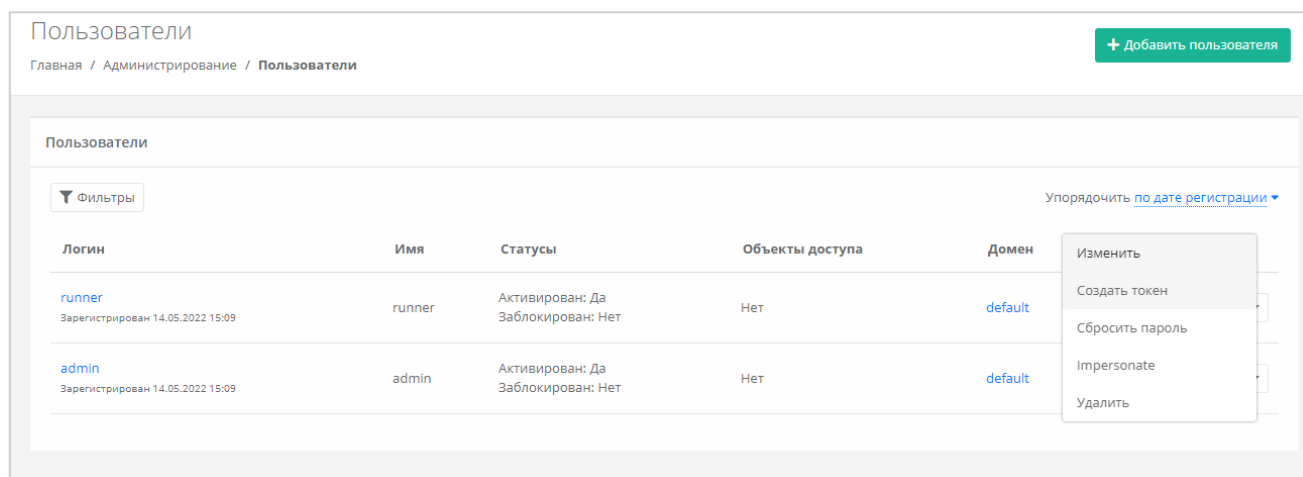 Пользователи
+ Добавить пользователя
Главная / Администрирование / Пользователи
Пользователи
Фильтры
Упорядочить по дате регистрации
Логин Имя Статусы Объекты доступа Домен
Изменить
Создать токен
Сбросить пароль
Impersonate
Удалить
runner runner Активирован: Да Нет default
Зарегистрирован 14.05.2022 15:09 Заблокирован: Нет
admin admin Активирован: Да Нет default
Зарегистрирован 14.05.2022 15:09 Заблокирован: Нет